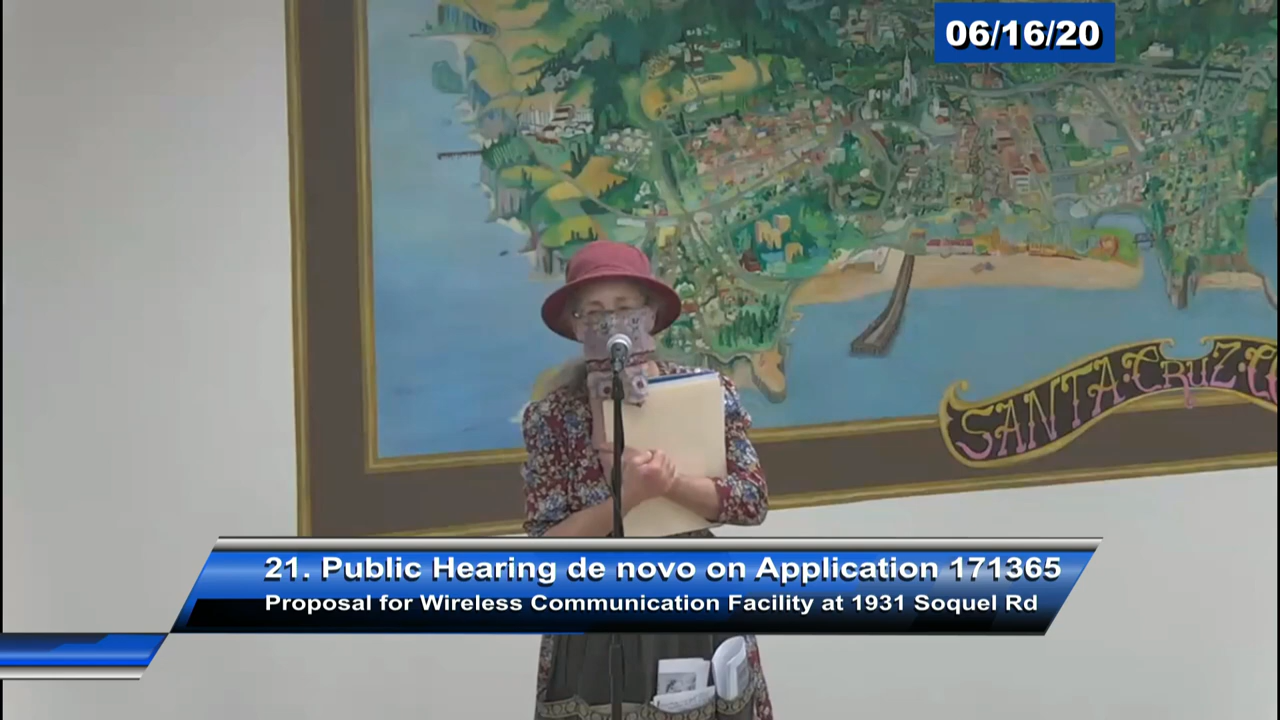 06/16/20
SANTA·CRUZ·C
21. Public Hearing de novo on Application 171365
Proposal for Wireless Communication Facility at 1931 Soquel Rd